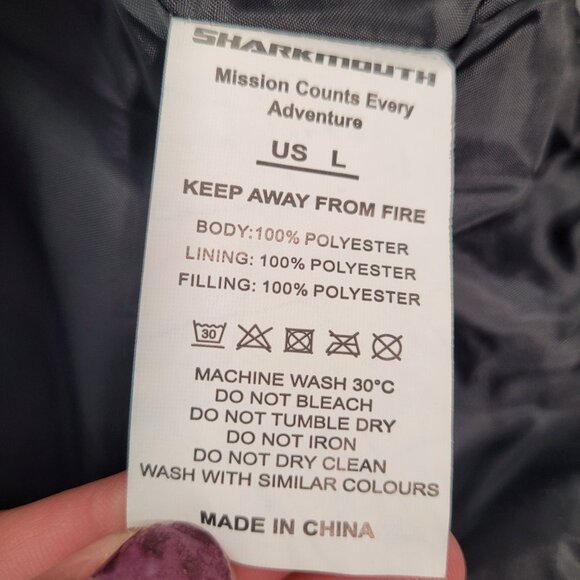 SHARKMOUTH
Mission Counts Every
Adventure
US L
KEEP AWAY FROM FIRE
BODY:100% POLYESTER
LINING: 100% POLYESTER
FILLING: 100% POLYESTER
30
MACHINE WASH 30°C
DO NOT BLEACH
DO NOT TUMBLE DRY
DO NOT IRON
DO NOT DRY CLEAN
WASH WITH SIMILAR COLOURS
MADE IN CHINA